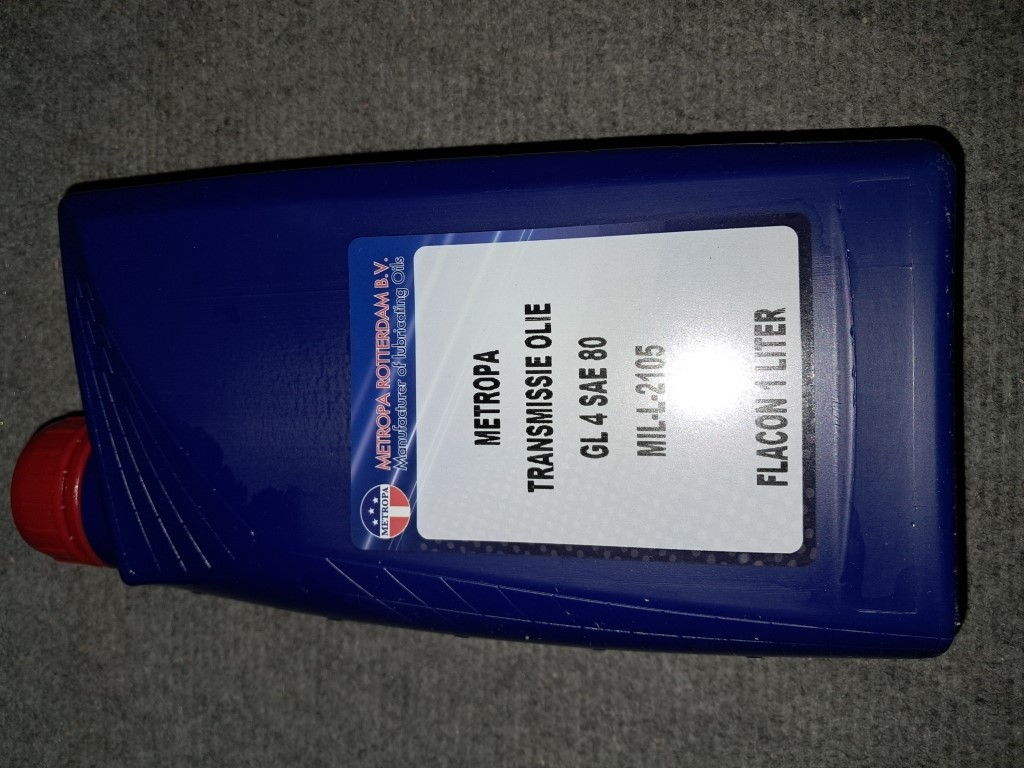 METROPA ROTTERDAM B.V.
Manufacturer of lubricating Oils
METROPA
METROPA
TRANSMISSIE OLIE
GL 4 SAE 80
MIL-L-2105
FLACON 1 LITER